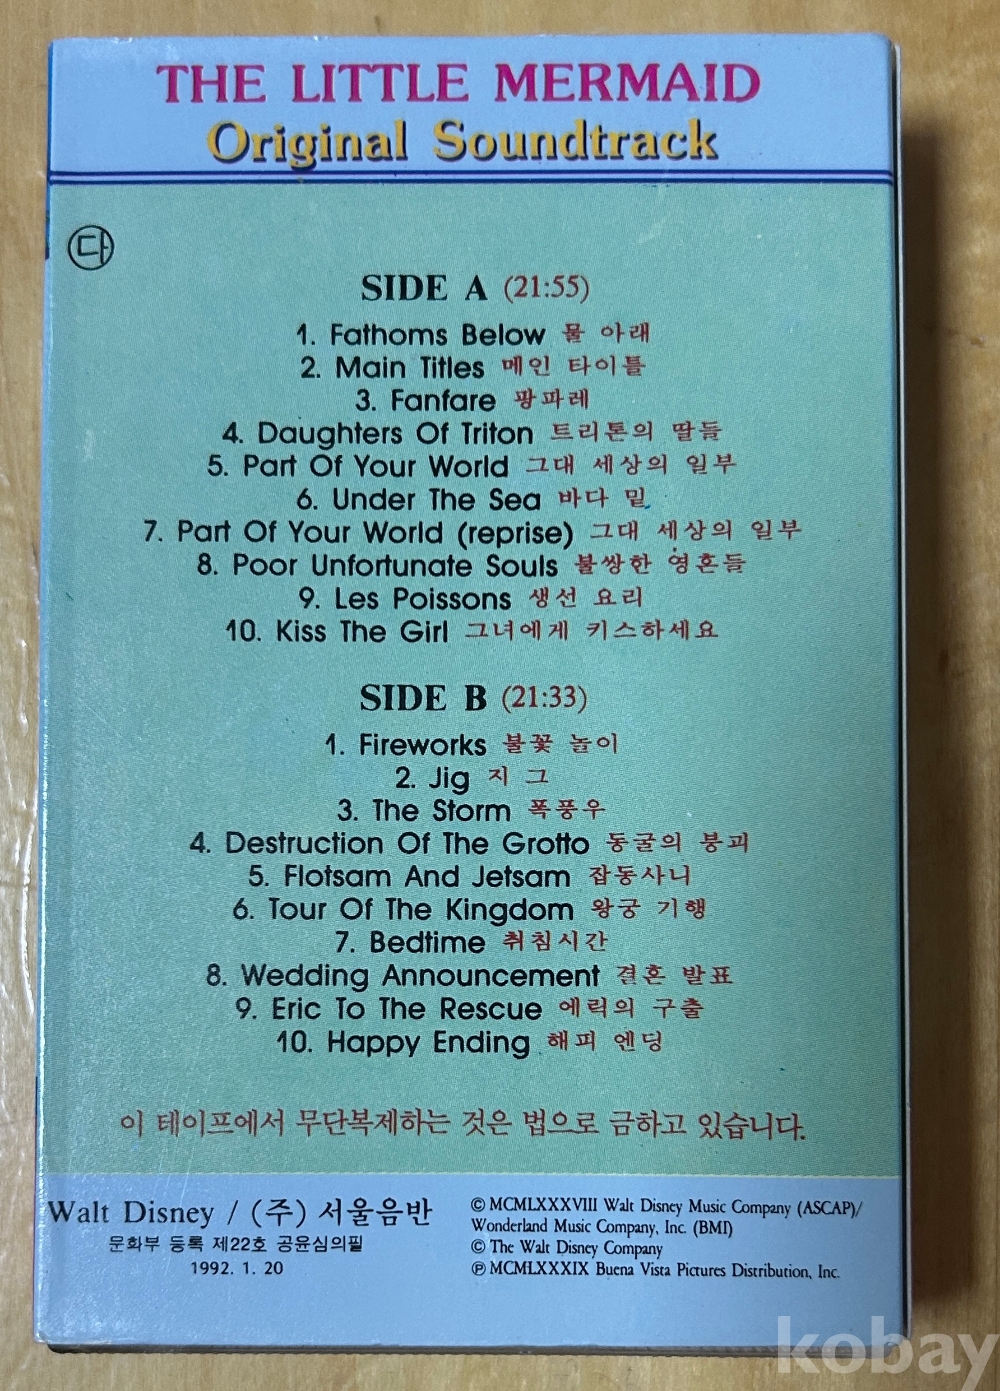 THE LITTLE MERMAID
Original Soundtrack
다
SIDE A (21:55)
1. Fathoms Below 물 아래
2. Main Titles 메인 타이틀
3. Fanfare 팡파레
4. Daughters Of Triton 트리톤의 딸들
5. Part Of Your World 그대 세상의 일부
6. Under The Sea 바다 밑
7. Part Of Your World (reprise) 그대 세상의 일부
8. Poor Unfortunate Souls 불쌍한 영혼들
9. Les Poissons 생선 요리
10. Kiss The Girl 그녀에게 키스하세요
SIDE B (21:33)
1. Fireworks 불꽃 놀이
2. Jig 지 그
3. The Storm 폭풍우
4. Destruction Of The Grotto 동굴의 붕괴
5. Flotsam And Jetsam 잡동사니
6. Tour Of The Kingdom 왕궁 기행
7. Bedtime 취침시간
8. Wedding Announcement 결혼 발표
9. Eric To The Rescue 에릭의 구출
10. Happy Ending 해피 엔딩
이 테이프에서 무단복제하는 것은 법으로 금하고 있습니다.
Walt Disney / (주) 서울음반
문화부 등록 제22호 공윤심의필
1992. 1. 20
© MCMLXXXVIII Walt Disney Music Company (ASCAP)/
Wonderland Music Company, Inc. (BMI)
© The Walt Disney Company
℗ MCMLXXXIX Buena Vista Pictures Distribution, Inc.
kobay